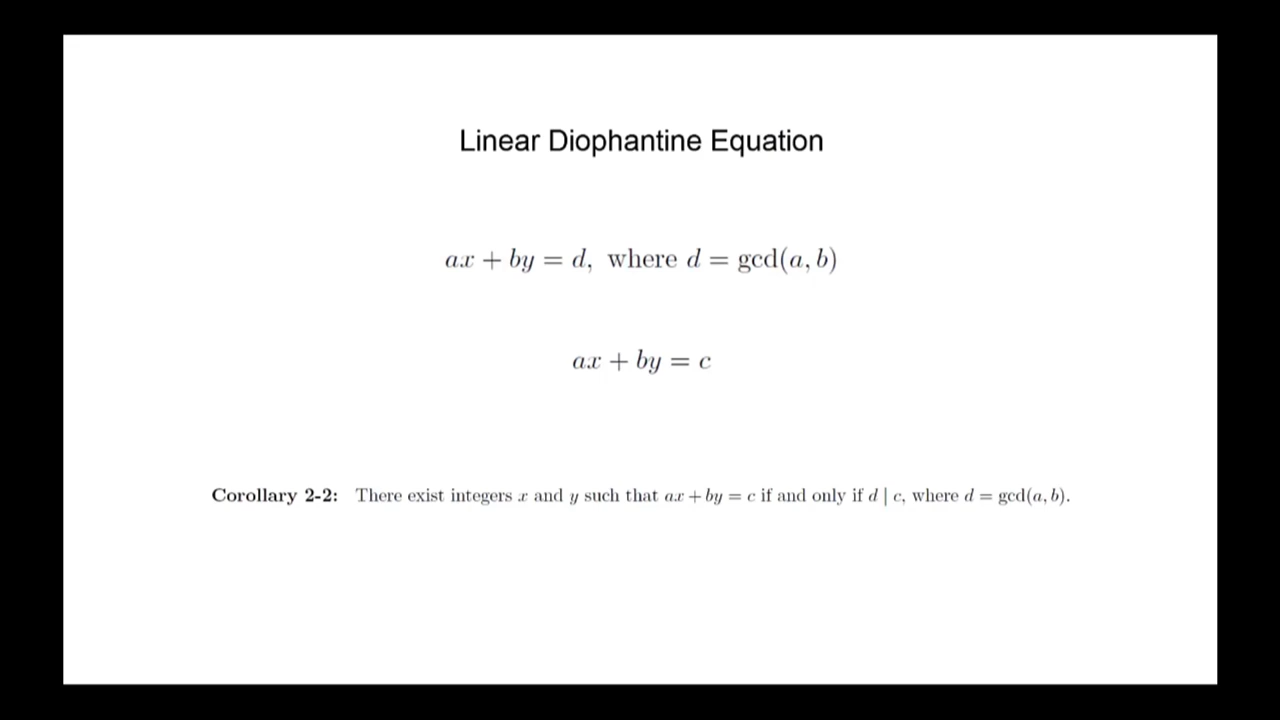 Linear Diophantine Equation
ax + by = d, where d = gcd(a, b)
ax + by = c
Corollary 2-2: There exist integers x and y such that ax + by = c if and only if d | c, where d = gcd(a, b).